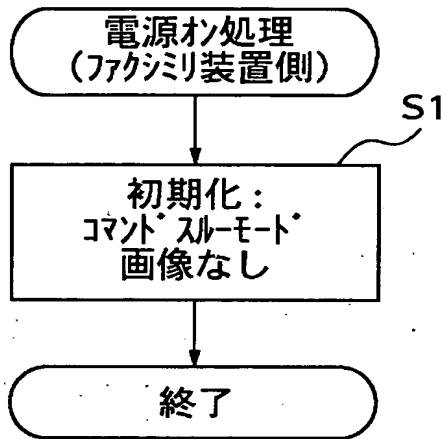 電源ｵﾝ処理
(ﾌｧｸｼﾐﾘ装置側)
S1
初期化：
ｺﾏﾝﾄﾞｽﾙｰﾓｰﾄﾞ
画像なし
終了